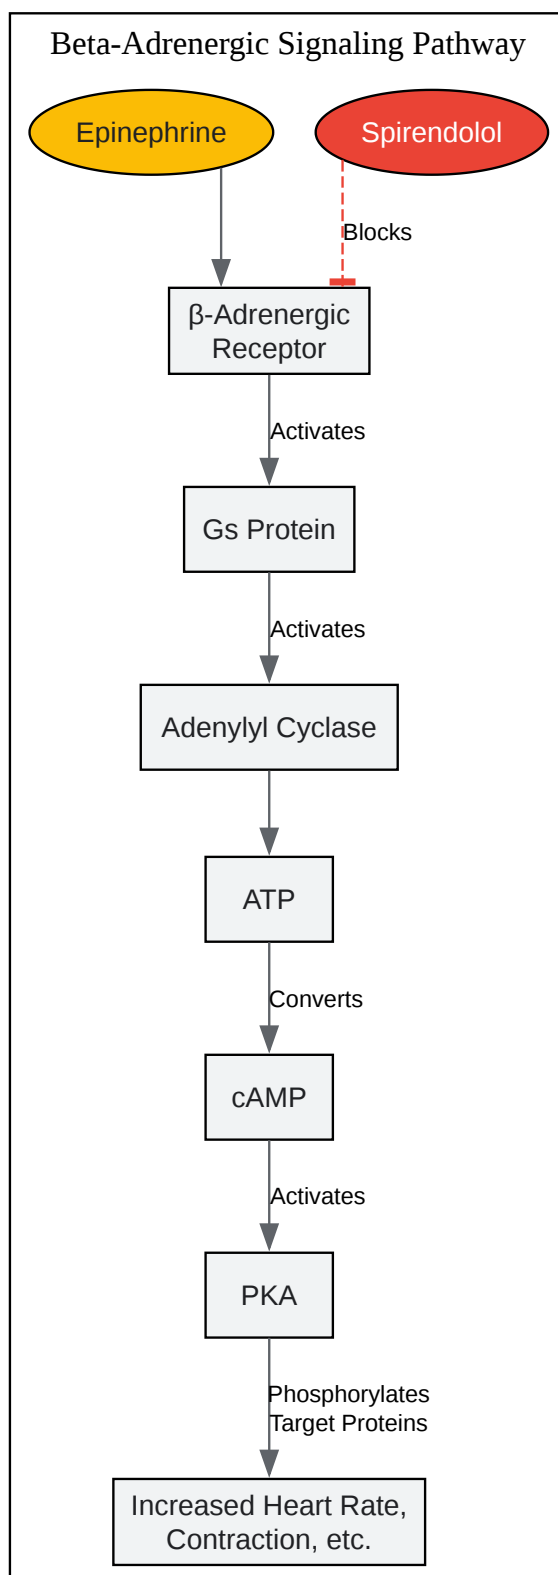 Beta-Adrenergic Signaling Pathway
Epinephrine
Spirendolol
Blocks
β-Adrenergic
Receptor
Activates
Gs Protein
Activates
Adenylyl Cyclase
ATP
Converts
cAMP
Activates
PKA
Phosphorylates
Target Proteins
Increased Heart Rate,
Contraction, etc.